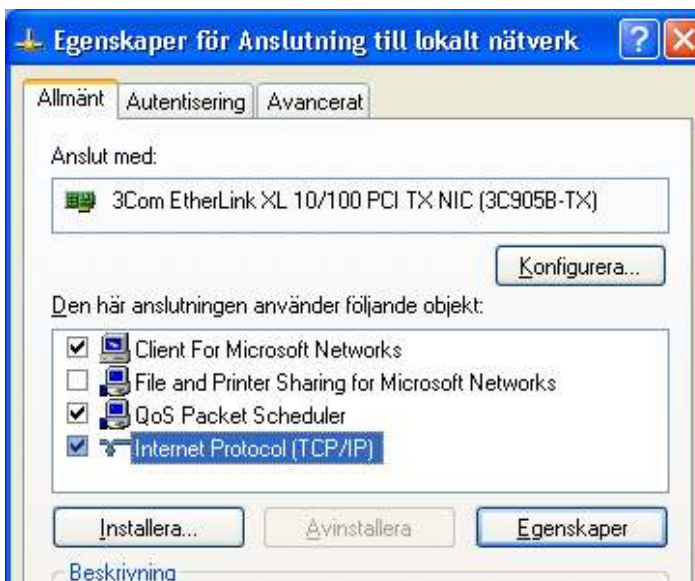 Egenskaper för Anslutning till lokalt nätverk
Allmänt Autentisering Avancerat
Anslut med:
3Com EtherLink XL 10/100 PCI TX NIC (3C905B-TX)
Konfigurera...
Den här anslutningen använder följande objekt:
Client For Microsoft Networks
File and Printer Sharing for Microsoft Networks
QoS Packet Scheduler
Internet Protocol (TCP/IP)
Installera... Avinstallera Egenskaper
Beskrivning